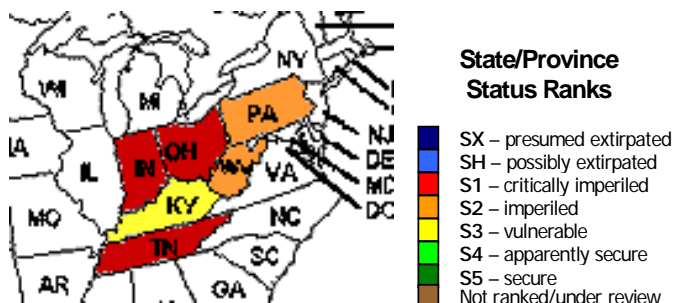 NY
WI
MI
PA
NJ
IA
IL
IN
OH
WV
VA
DE
MD
DC
MO
KY
NC
TN
SC
AR
GA
State/Province
Status Ranks
SX – presumed extirpated
SH – possibly extirpated
S1 – critically imperiled
S2 – imperiled
S3 – vulnerable
S4 – apparently secure
S5 – secure
Not ranked/under review